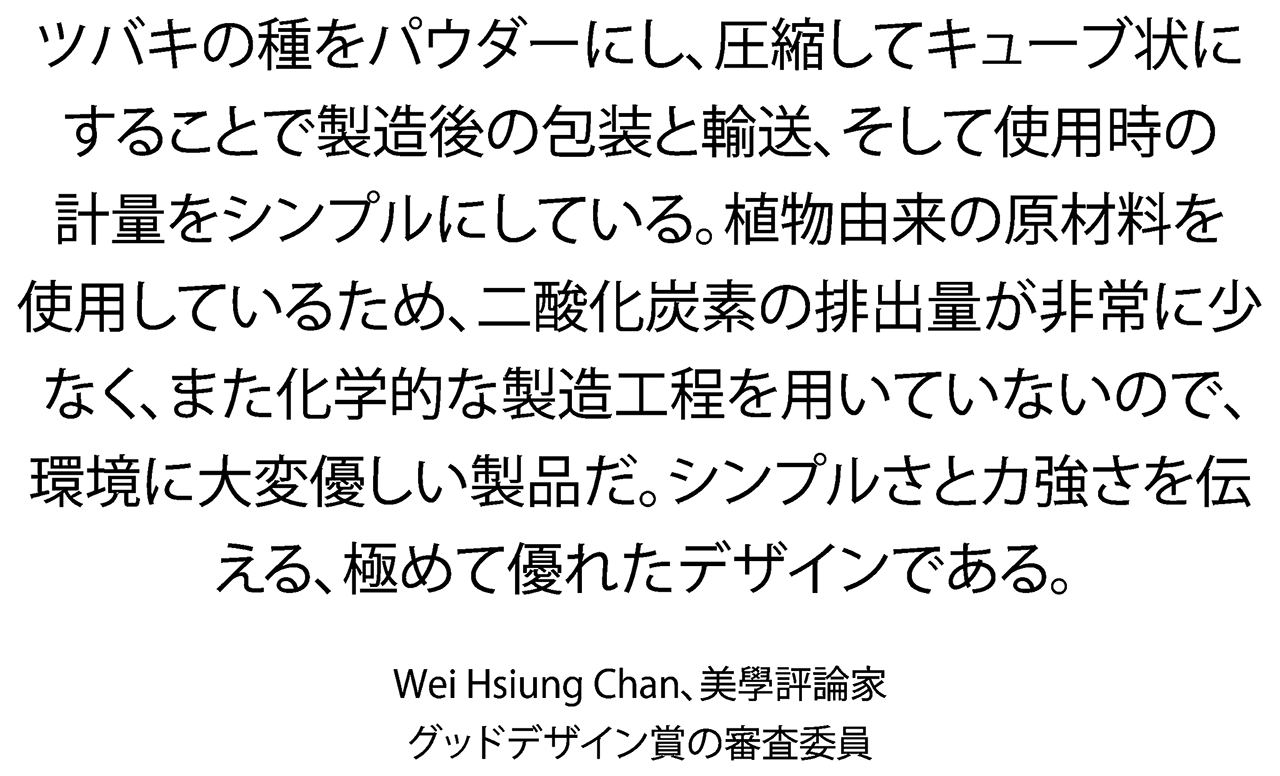 ツバキの種をパウダーにし、圧縮してキューブ状に
することで製造後の包装と輸送、そして使用時の
計量をシンプルにしている。植物由来の原材料を
使用しているため、二酸化炭素の排出量が非常に少
なく、また化学的な製造工程を用いていないので、
環境に大変優しい製品だ。シンプルさと力強さを伝
える、極めて優れたデザインである。
Wei Hsiung Chan、美學評論家
グッドデザイン賞の審査委員